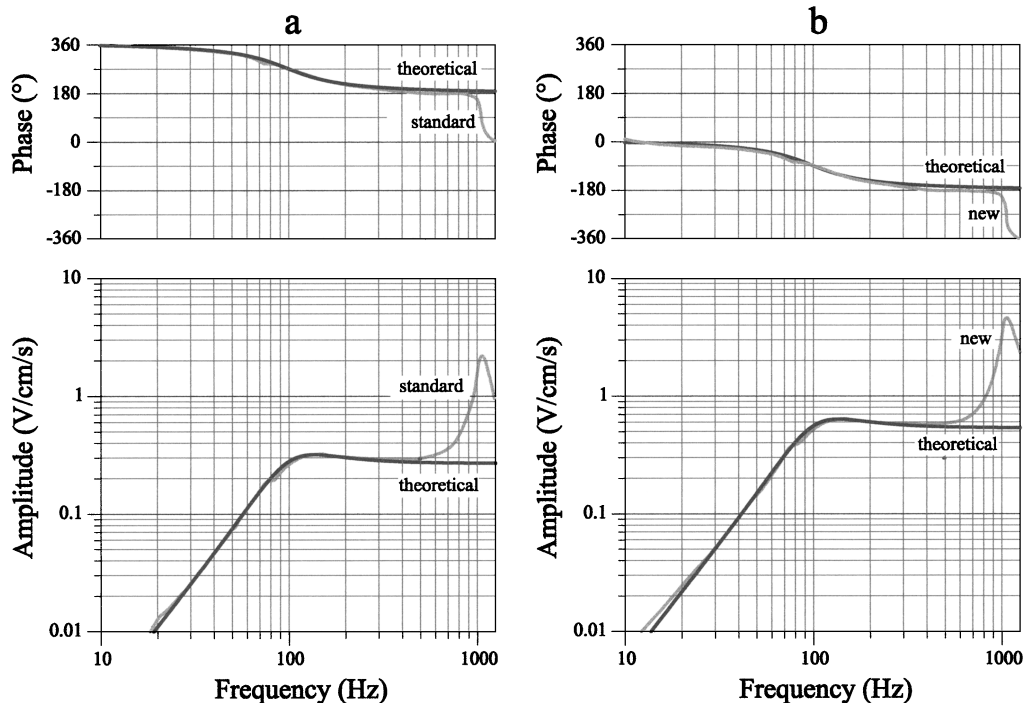 a
360
180
0
-180
-360
Phase (°)
theoretical
standard
10
1
0.1
0.01
Amplitude (V/cm/s)
standard
theoretical
10
100
1000
Frequency (Hz)
b
360
180
0
-180
-360
Phase (°)
theoretical
new
10
1
0.1
0.01
Amplitude (V/cm/s)
new
theoretical
10
100
1000
Frequency (Hz)